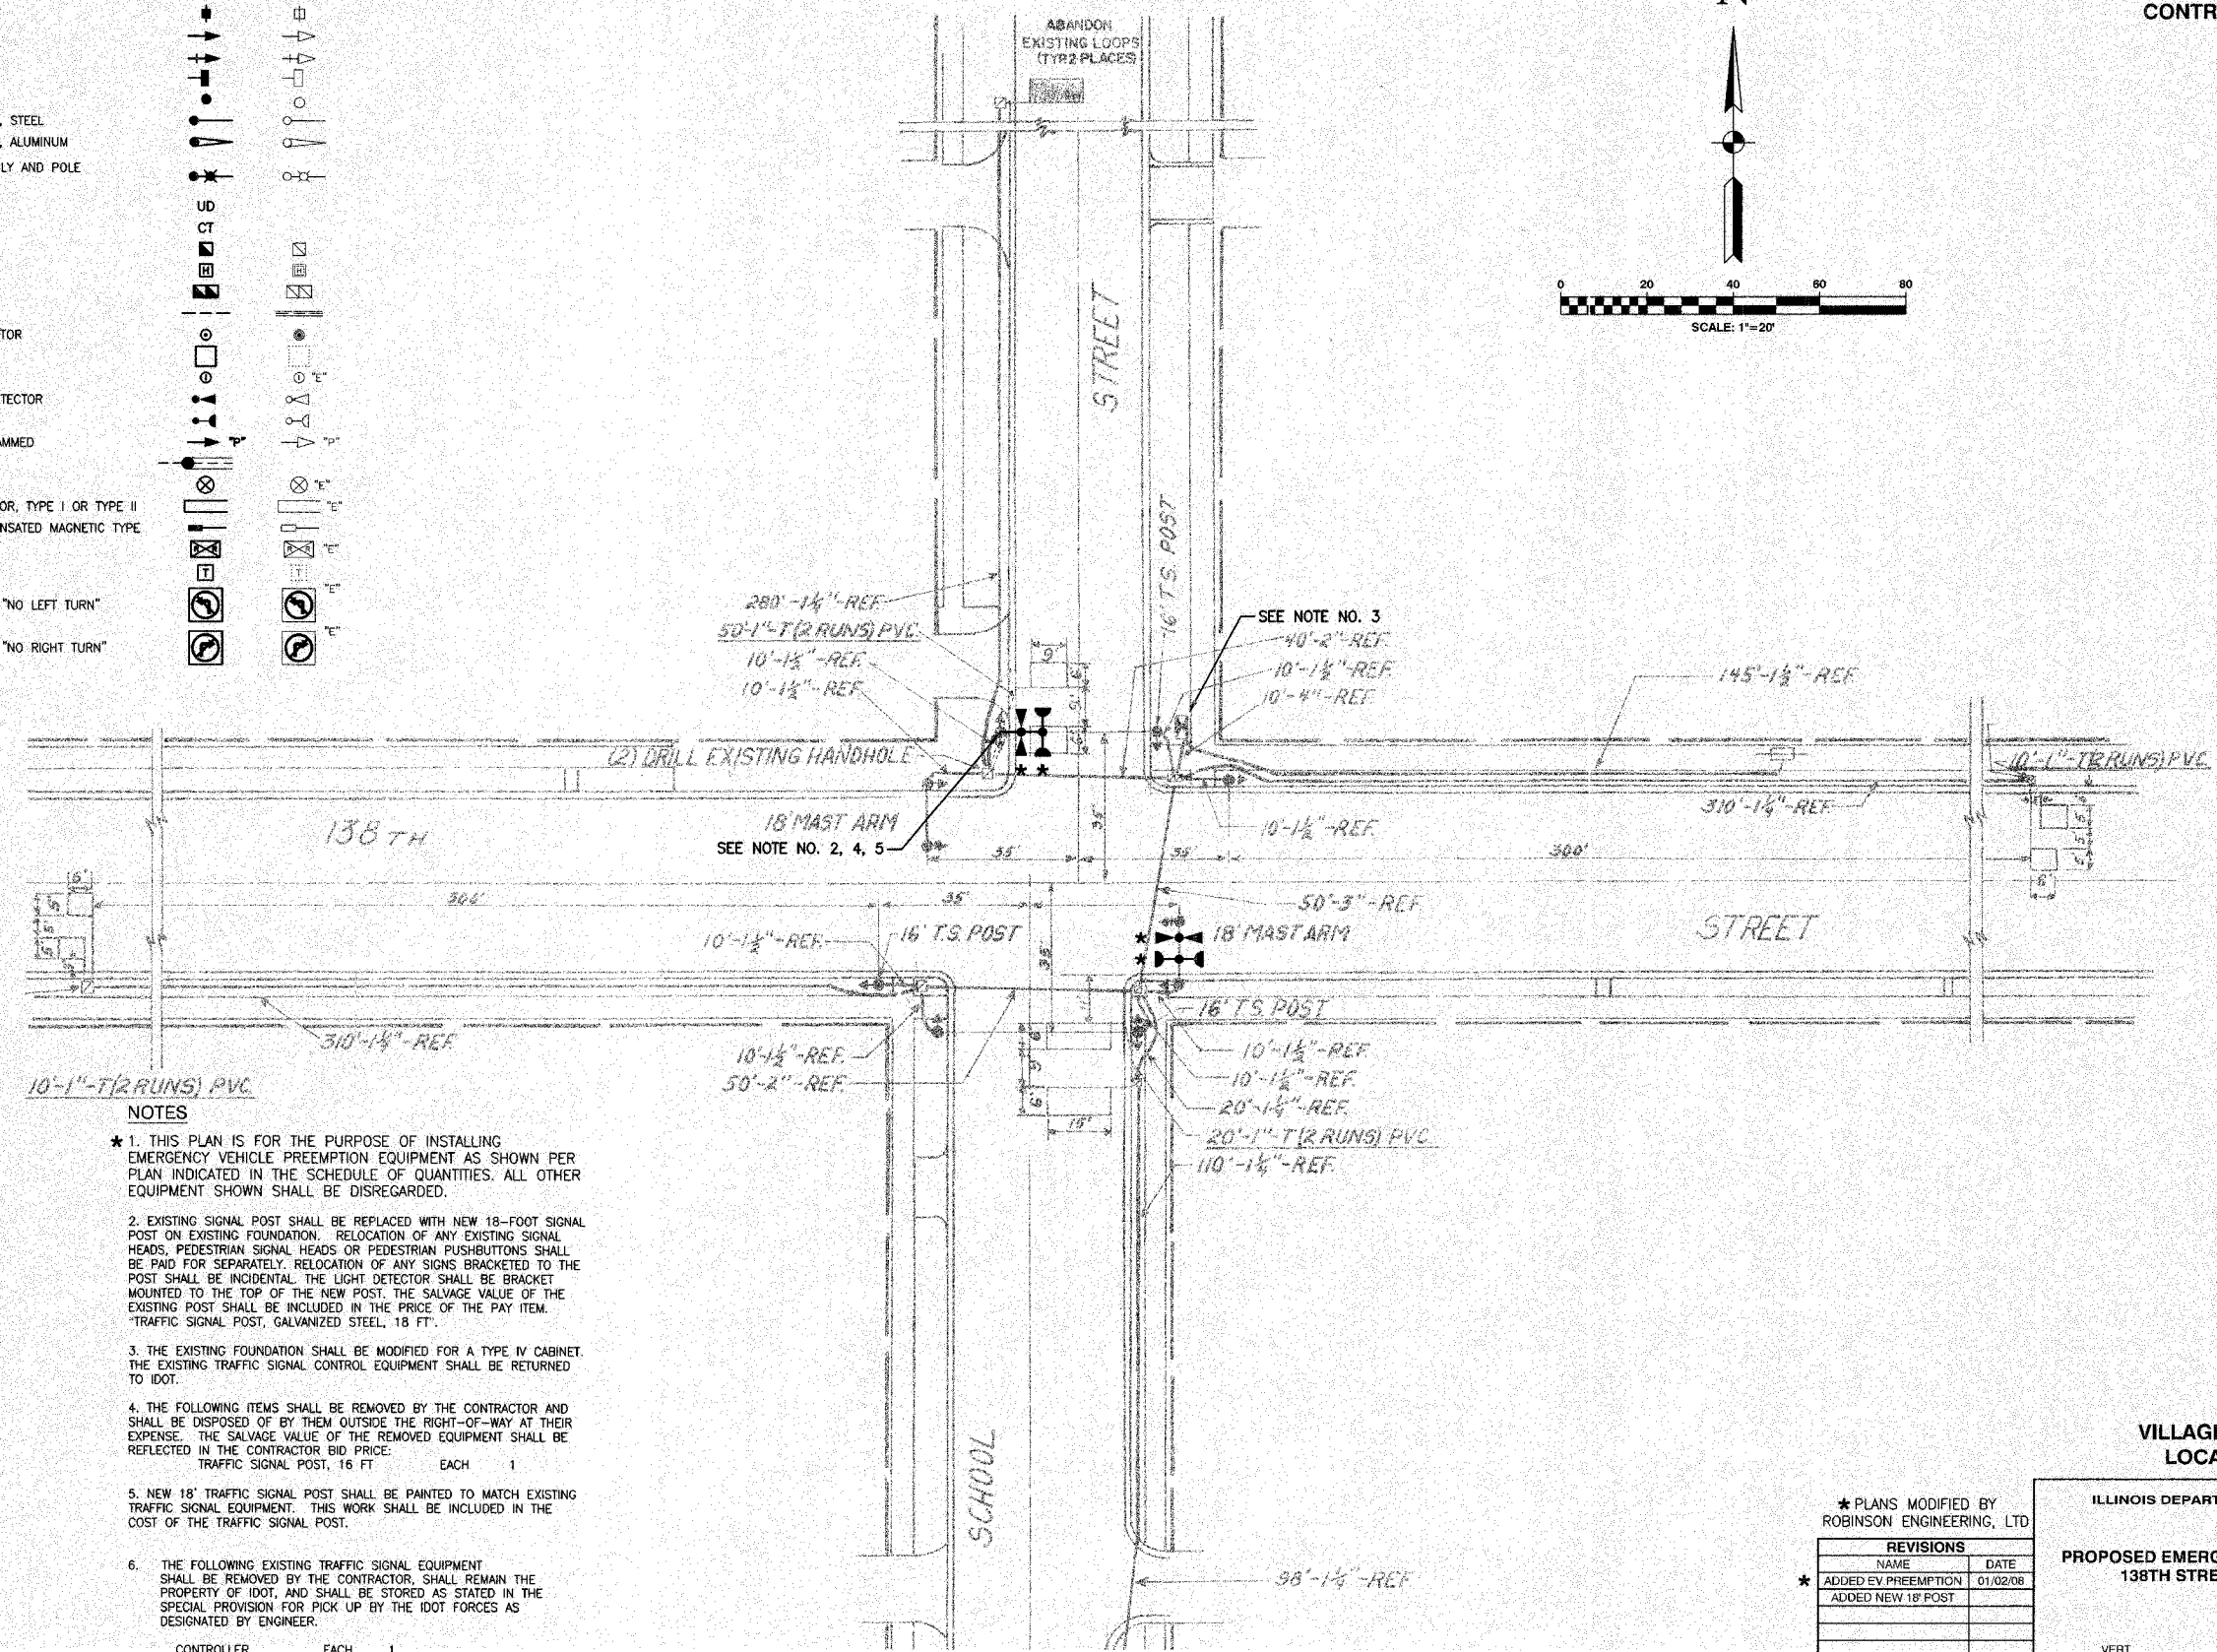 CONTR
N
ABANDON
EXISTING LOOPS
(TYP. 2 PLACES)
, STEEL
, ALUMINUM
LY AND POLE
UD
CT
H H
TOR
"E"
TECTOR
AMMED "P" "P"
"E"
OR, TYPE I OR TYPE II "E"
NSATED MAGNETIC TYPE
R R R R "E"
T T
"NO LEFT TURN" "E"
"NO RIGHT TURN" "E"
0 20 40 60 80
SCALE: 1"=20'
STREET
16' T.S. POST
280'-1¼"-REF.
50'-1"-T(2 RUNS) PVC
10'-1½"-REF.
10'-1½"-REF.
(2) DRILL EXISTING HANDHOLE
SEE NOTE NO. 3
40'-2"-REF.
10'-1½"-REF.
10'-4"-REF.
145'-1½"-REF.
10'-1"-T(2 RUNS) PVC
310'-1¼"-REF.
10'-1½"-REF.
18' MAST ARM
SEE NOTE NO. 2, 4, 5
138 TH
35'
35'
35'
300'
6'
5'
5'
5'
300'
35'
35'
50'-3"-REF.
10'-1½"-REF.
16' T.S. POST
18' MAST ARM
STREET
310'-1¼"-REF.
16' T.S. POST
10'-1½"-REF.
50'-2"-REF.
10'-1½"-REF.
10'-1½"-REF.
20'-1¼"-REF.
20'-1"-T(2 RUNS) PVC
110'-1¼"-REF.
6'
9'
6'
15'
10'-1"-T(2 RUNS) PVC
NOTES
* 1. THIS PLAN IS FOR THE PURPOSE OF INSTALLING
EMERGENCY VEHICLE PREEMPTION EQUIPMENT AS SHOWN PER
PLAN INDICATED IN THE SCHEDULE OF QUANTITIES. ALL OTHER
EQUIPMENT SHOWN SHALL BE DISREGARDED.
2. EXISTING SIGNAL POST SHALL BE REPLACED WITH NEW 18-FOOT SIGNAL
POST ON EXISTING FOUNDATION. RELOCATION OF ANY EXISTING SIGNAL
HEADS, PEDESTRIAN SIGNAL HEADS OR PEDESTRIAN PUSHBUTTONS SHALL
BE PAID FOR SEPARATELY. RELOCATION OF ANY SIGNS BRACKETED TO THE
POST SHALL BE INCIDENTAL. THE LIGHT DETECTOR SHALL BE BRACKET
MOUNTED TO THE TOP OF THE NEW POST. THE SALVAGE VALUE OF THE
EXISTING POST SHALL BE INCLUDED IN THE PRICE OF THE PAY ITEM.
"TRAFFIC SIGNAL POST, GALVANIZED STEEL, 18 FT".
3. THE EXISTING FOUNDATION SHALL BE MODIFIED FOR A TYPE IV CABINET.
THE EXISTING TRAFFIC SIGNAL CONTROL EQUIPMENT SHALL BE RETURNED
TO IDOT.
4. THE FOLLOWING ITEMS SHALL BE REMOVED BY THE CONTRACTOR AND
SHALL BE DISPOSED OF BY THEM OUTSIDE THE RIGHT-OF-WAY AT THEIR
EXPENSE. THE SALVAGE VALUE OF THE REMOVED EQUIPMENT SHALL BE
REFLECTED IN THE CONTRACTOR BID PRICE:
TRAFFIC SIGNAL POST, 16 FT EACH 1
5. NEW 18' TRAFFIC SIGNAL POST SHALL BE PAINTED TO MATCH EXISTING
TRAFFIC SIGNAL EQUIPMENT. THIS WORK SHALL BE INCLUDED IN THE
COST OF THE TRAFFIC SIGNAL POST.
6. THE FOLLOWING EXISTING TRAFFIC SIGNAL EQUIPMENT
SHALL BE REMOVED BY THE CONTRACTOR, SHALL REMAIN THE
PROPERTY OF IDOT, AND SHALL BE STORED AS STATED IN THE
SPECIAL PROVISION FOR PICK UP BY THE IDOT FORCES AS
DESIGNATED BY ENGINEER.
CONTROLLER EACH 1
SCHOOL
98'-1¼"-REF.
VILLAGE
LOCA
* PLANS MODIFIED BY
ROBINSON ENGINEERING, LTD
REVISIONS
NAME DATE
* ADDED EV PREEMPTION 01/02/08
ADDED NEW 18' POST
ILLINOIS DEPART
PROPOSED EMERG
138TH STRE
VERT.